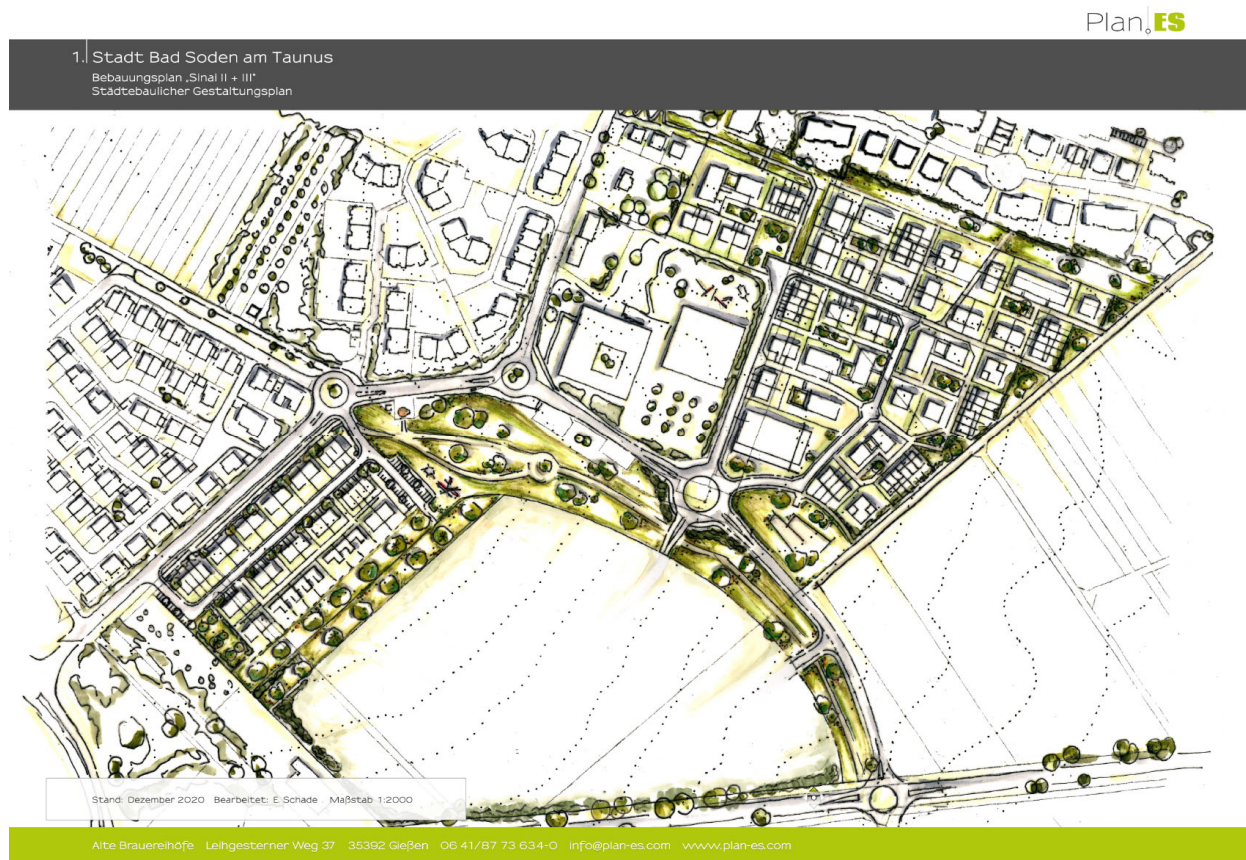 Plan.ES
1. Stadt Bad Soden am Taunus
Bebauungsplan „Sinai II + III"
Städtebaulicher Gestaltungsplan
Stand: Dezember 2020 Bearbeitet: E. Schade Maßstab 1:2000
Alte Brauereihöfe Leihgesterner Weg 37 35392 Gießen 06 41/87 73 634-0 info@plan-es.com www.plan-es.com